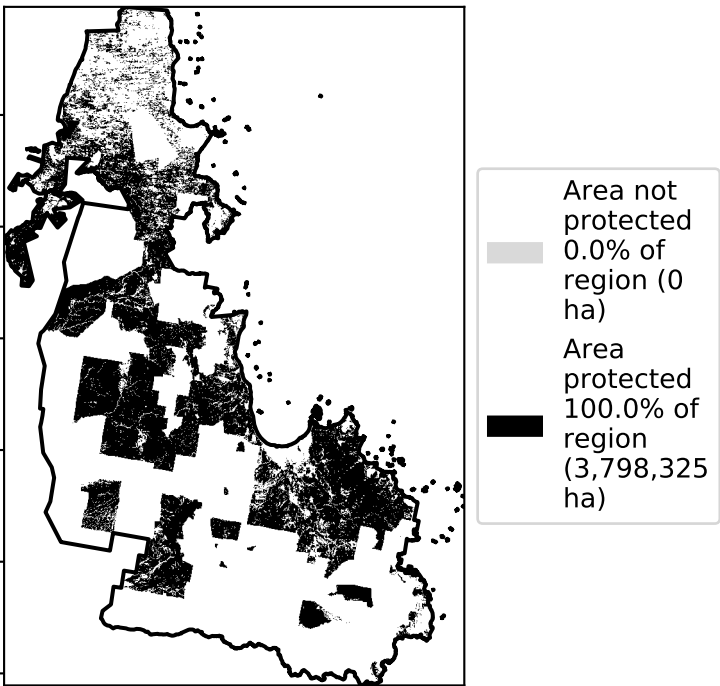 Area not
protected
0.0% of
region (0
ha)
Area
protected
100.0% of
region
(3,798,325
ha)